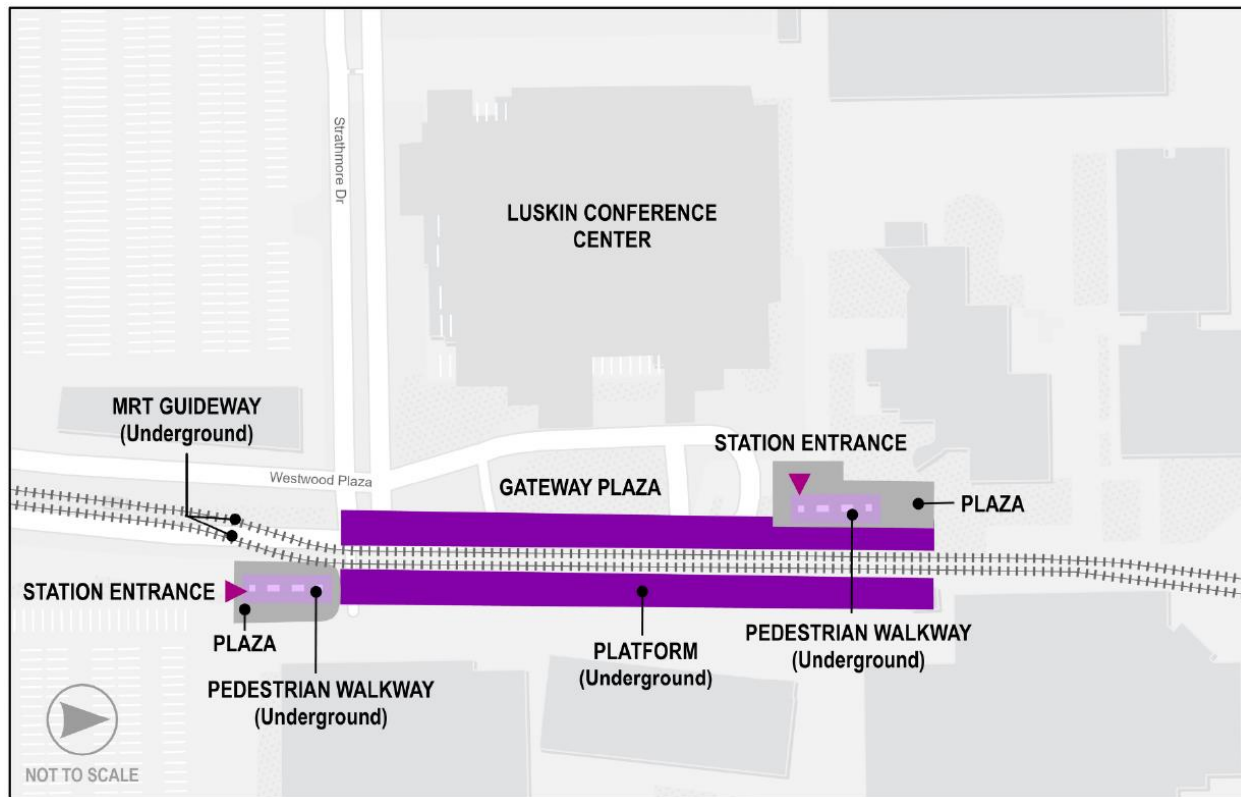 Strathmore Dr
LUSKIN CONFERENCE
CENTER
MRT GUIDEWAY
(Underground)
STATION ENTRANCE
Westwood Plaza
GATEWAY PLAZA
PLAZA
STATION ENTRANCE
PLAZA
PEDESTRIAN WALKWAY
(Underground)
PLATFORM
(Underground)
PEDESTRIAN WALKWAY
(Underground)
NOT TO SCALE